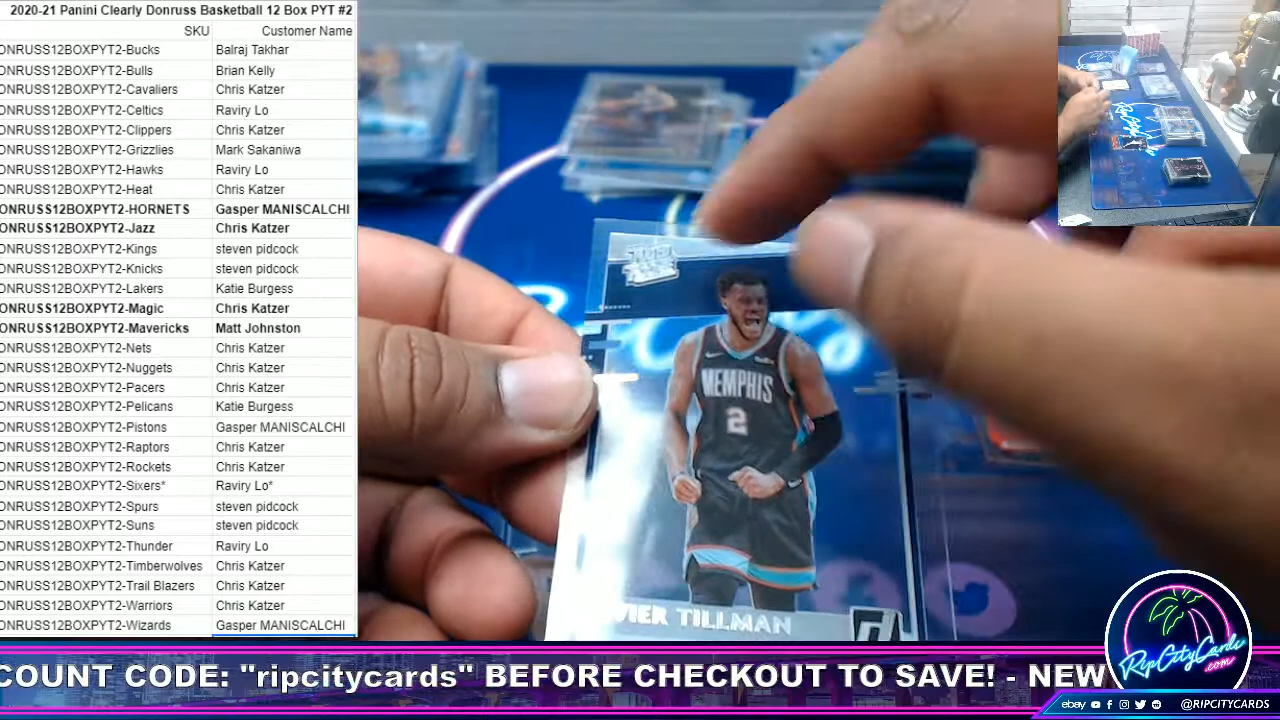 2020-21 Panini Clearly Donruss Basketball 12 Box PYT #2
SKU Customer Name
ONRUSS12BOXPYT2-Bucks Balraj Takhar
ONRUSS12BOXPYT2-Bulls Brian Kelly
ONRUSS12BOXPYT2-Cavaliers Chris Katzer
ONRUSS12BOXPYT2-Celtics Raviry Lo
ONRUSS12BOXPYT2-Clippers Chris Katzer
ONRUSS12BOXPYT2-Grizzlies Mark Sakaniwa
ONRUSS12BOXPYT2-Hawks Raviry Lo
ONRUSS12BOXPYT2-Heat Chris Katzer
ONRUSS12BOXPYT2-HORNETS Gasper MANISCALCHI
ONRUSS12BOXPYT2-Jazz Chris Katzer
ONRUSS12BOXPYT2-Kings steven pidcock
ONRUSS12BOXPYT2-Knicks steven pidcock
ONRUSS12BOXPYT2-Lakers Katie Burgess
ONRUSS12BOXPYT2-Magic Chris Katzer
ONRUSS12BOXPYT2-Mavericks Matt Johnston
ONRUSS12BOXPYT2-Nets Chris Katzer
ONRUSS12BOXPYT2-Nuggets Chris Katzer
ONRUSS12BOXPYT2-Pacers Chris Katzer
ONRUSS12BOXPYT2-Pelicans Katie Burgess
ONRUSS12BOXPYT2-Pistons Gasper MANISCALCHI
ONRUSS12BOXPYT2-Raptors Chris Katzer
ONRUSS12BOXPYT2-Rockets Chris Katzer
ONRUSS12BOXPYT2-Sixers* Raviry Lo*
ONRUSS12BOXPYT2-Spurs steven pidcock
ONRUSS12BOXPYT2-Suns steven pidcock
ONRUSS12BOXPYT2-Thunder Raviry Lo
ONRUSS12BOXPYT2-Timberwolves Chris Katzer
ONRUSS12BOXPYT2-Trail Blazers Chris Katzer
ONRUSS12BOXPYT2-Warriors Chris Katzer
ONRUSS12BOXPYT2-Wizards Gasper MANISCALCHI
MEMPHIS
2
VIER TILLMAN
COUNT CODE: "ripcitycards" BEFORE CHECKOUT TO SAVE! - NEW
RipCityCards
.com
ebay @RIPCITYCARDS